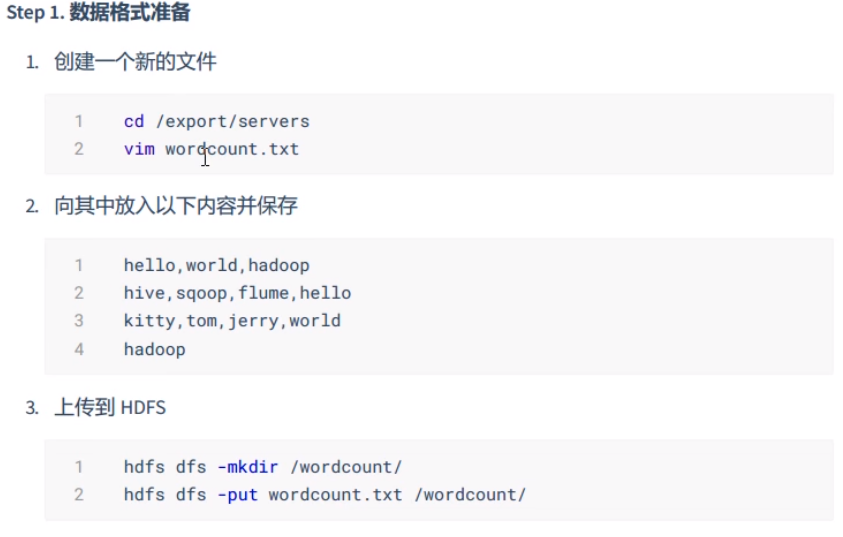 Step 1. 数据格式准备
1. 创建一个新的文件
1 cd /export/servers
2 vim wordcount.txt
2. 向其中放入以下内容并保存
1 hello,world,hadoop
2 hive,sqoop,flume,hello
3 kitty,tom,jerry,world
4 hadoop
3. 上传到 HDFS
1 hdfs dfs -mkdir /wordcount/
2 hdfs dfs -put wordcount.txt /wordcount/